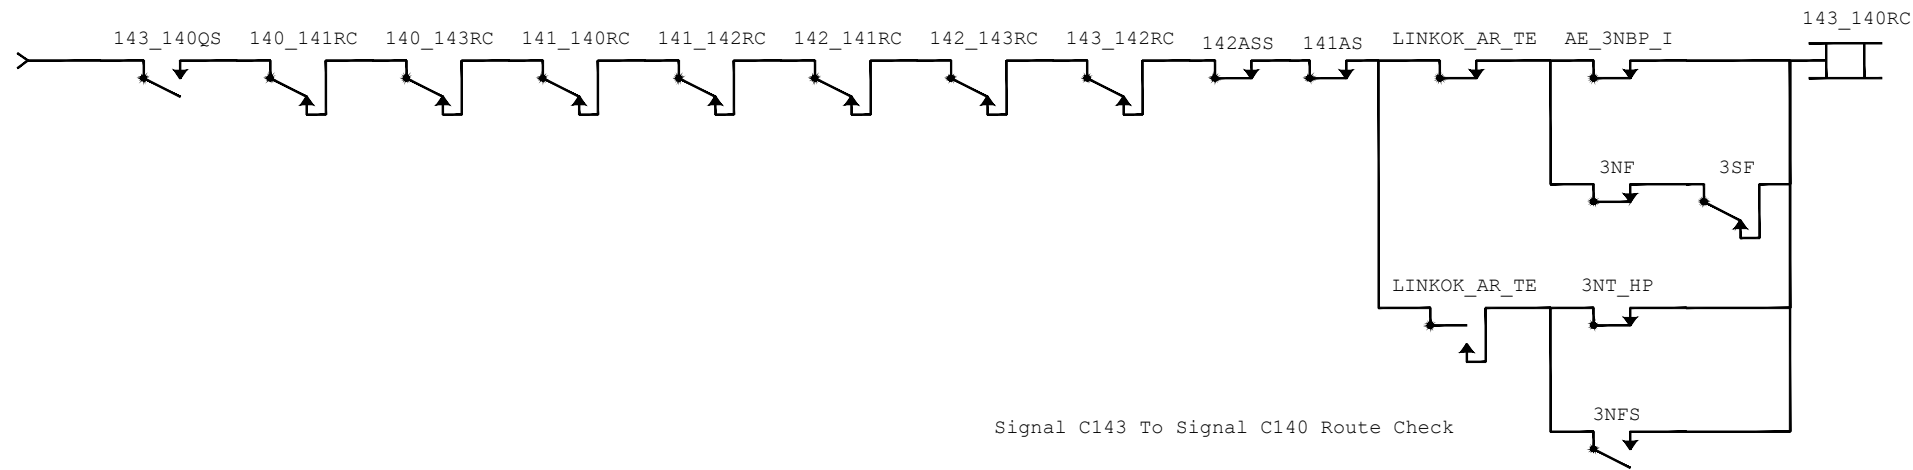 143_140RC
143_140QS 140_141RC 140_143RC 141_140RC 141_142RC 142_141RC 142_143RC 143_142RC 142ASS 141AS LINKOK_AR_TE AE_3NBP_I
3NF 3SF
LINKOK_AR_TE 3NT_HP
3NFS
Signal C143 To Signal C140 Route Check